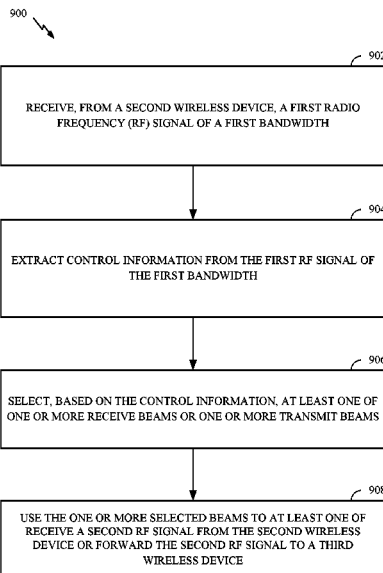 900
902
RECEIVE, FROM A SECOND WIRELESS DEVICE, A FIRST RADIO
FREQUENCY (RF) SIGNAL OF A FIRST BANDWIDTH
904
EXTRACT CONTROL INFORMATION FROM THE FIRST RF SIGNAL OF
THE FIRST BANDWIDTH
906
SELECT, BASED ON THE CONTROL INFORMATION, AT LEAST ONE OF
ONE OR MORE RECEIVE BEAMS OR ONE OR MORE TRANSMIT BEAMS
908
USE THE ONE OR MORE SELECTED BEAMS TO AT LEAST ONE OF
RECEIVE A SECOND RF SIGNAL FROM THE SECOND WIRELESS
DEVICE OR FORWARD THE SECOND RF SIGNAL TO A THIRD
WIRELESS DEVICE